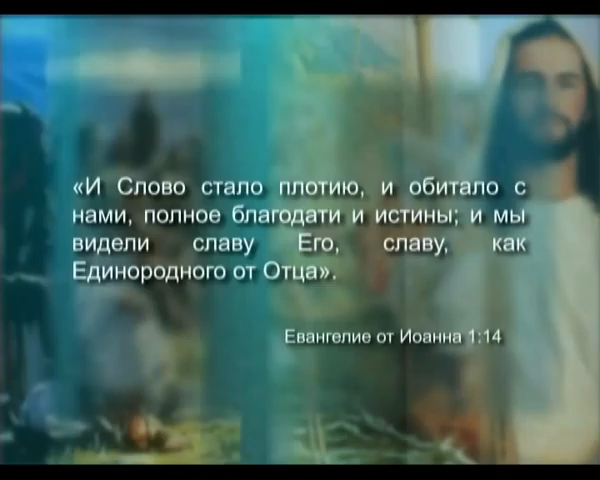 «И Слово стало плотию, и обитало с
нами, полное благодати и истины; и мы
видели славу Его, славу, как
Единородного от Отца».
Евангелие от Иоанна 1:14